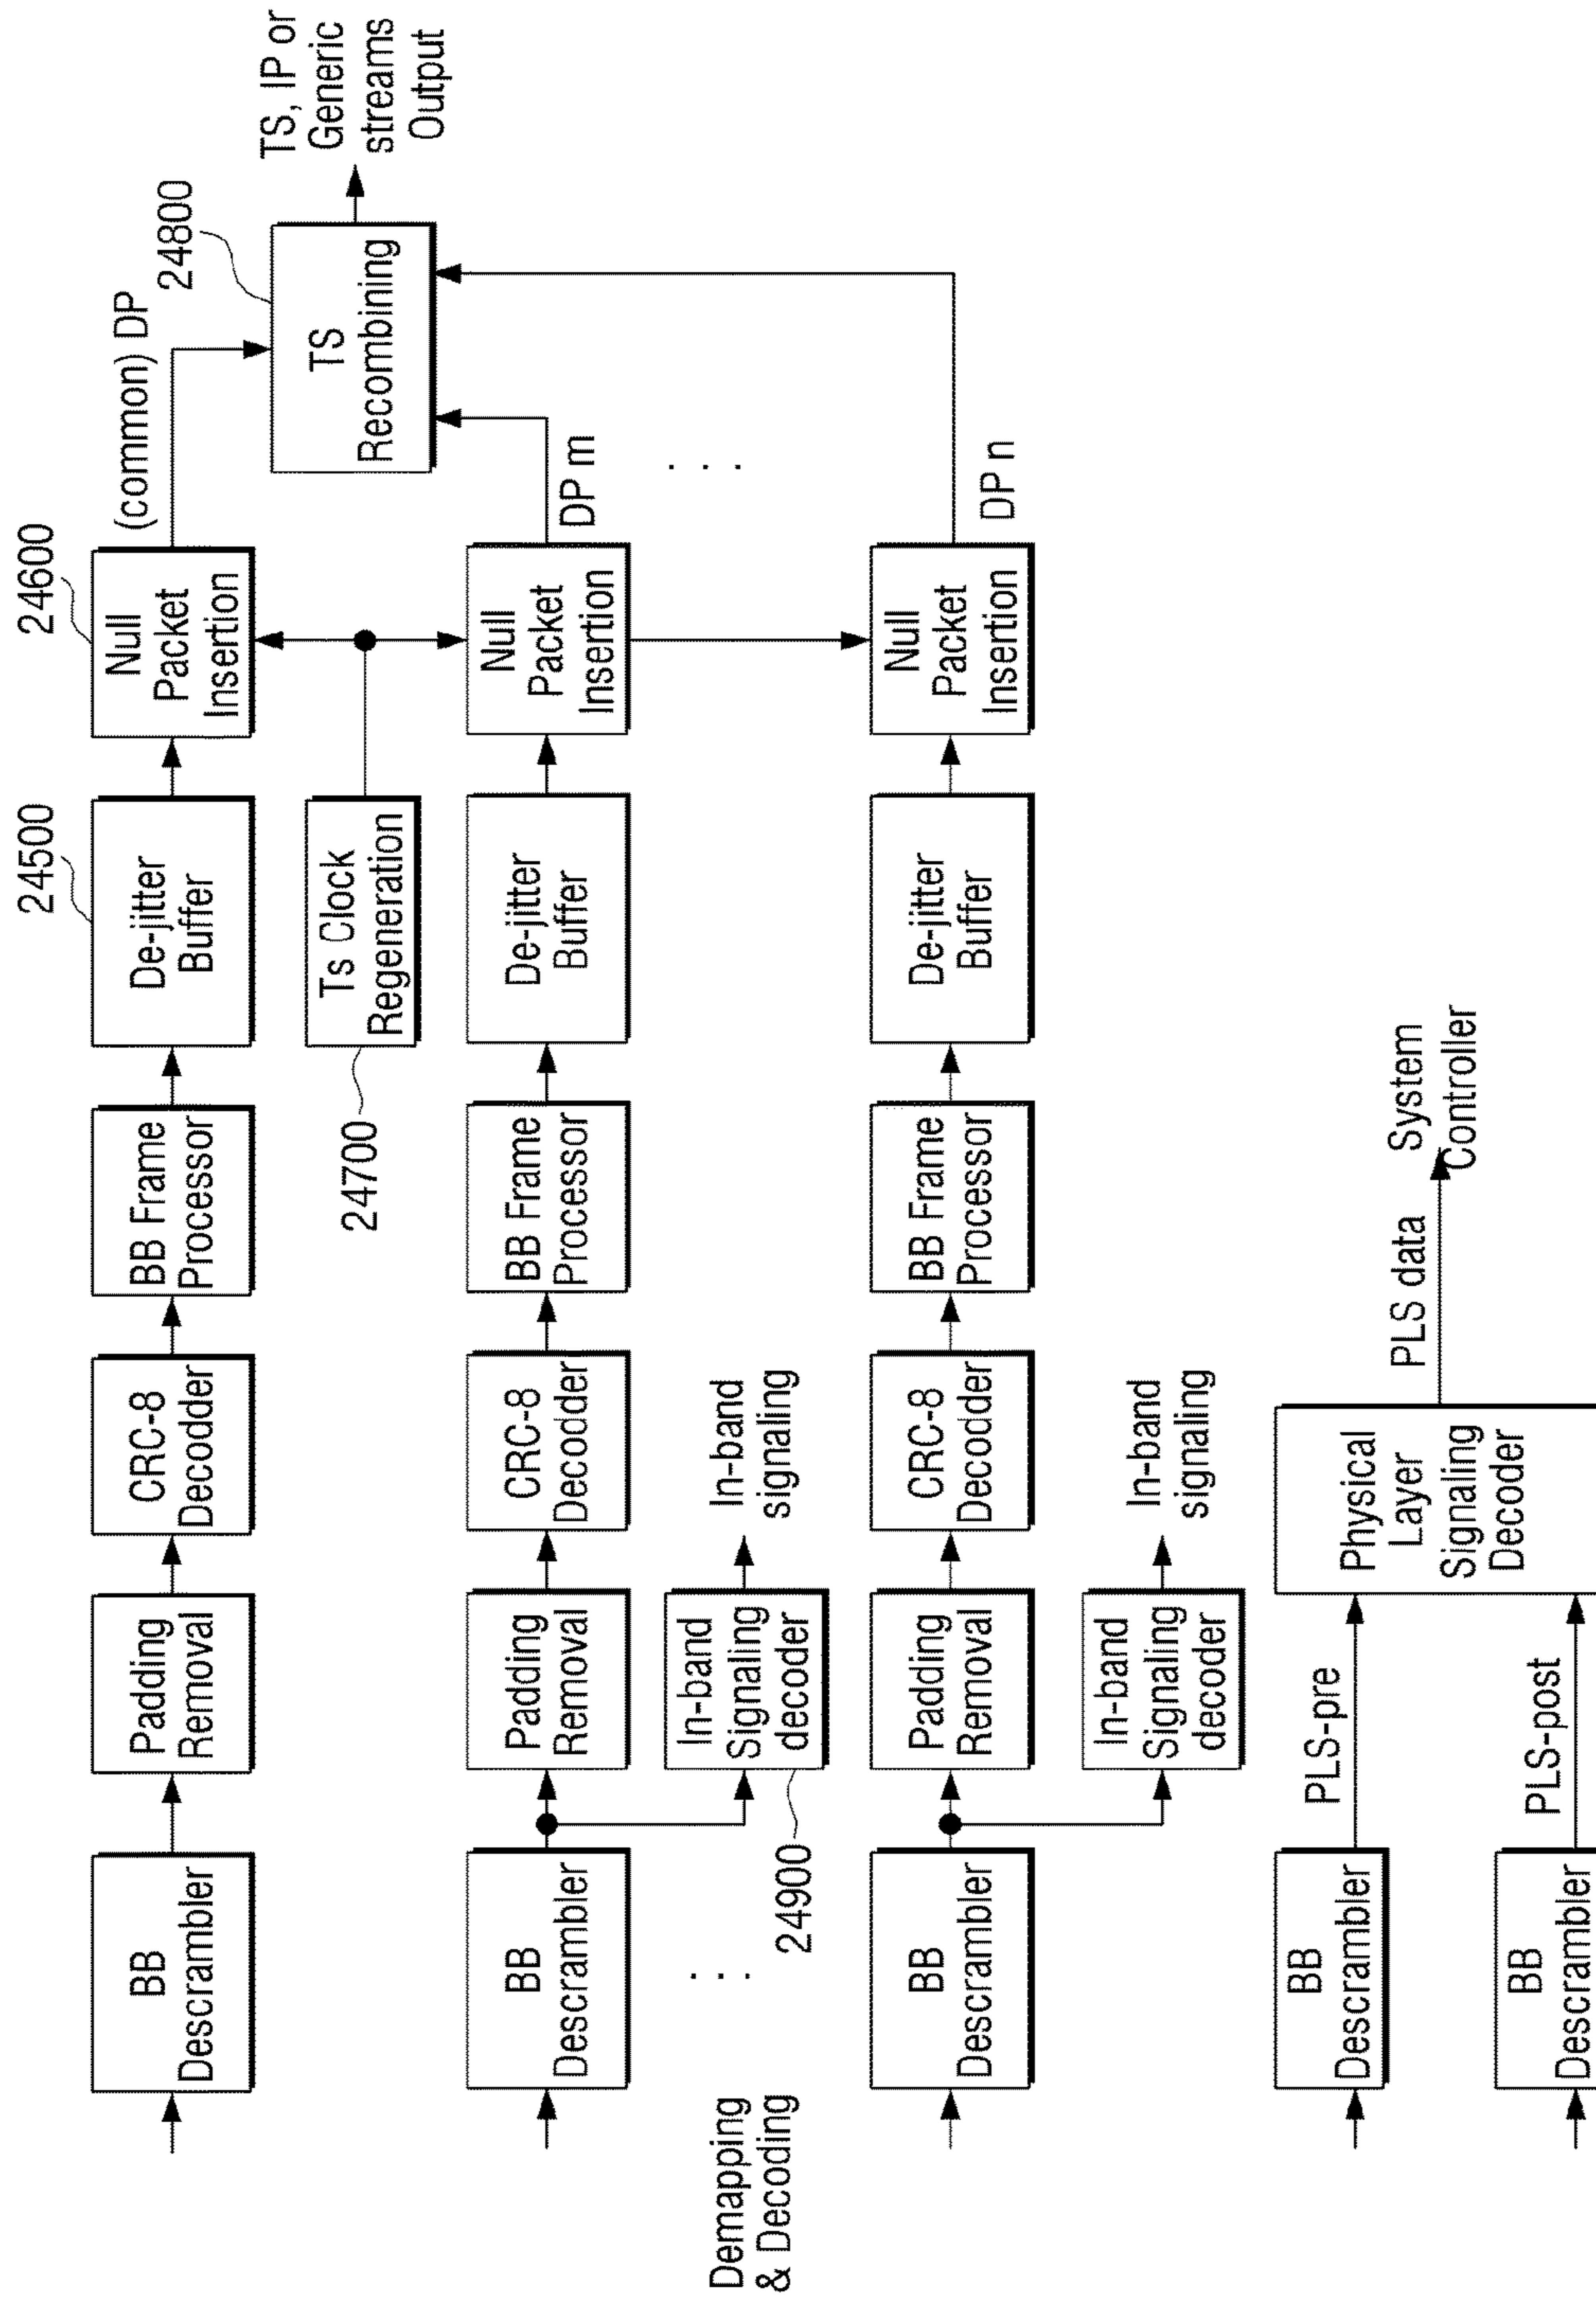 BB
Descrambler
Padding
Removal
CRC-8
Decodder
BB Frame
Processor
24500
De-jitter
Buffer
24600
Null
Packet
Insertion
(common) DP
24700
Ts Clock
Regeneration
24800
TS
Recombining
TS, IP or
Generic
streams
Output
BB
Descrambler
Padding
Removal
CRC-8
Decodder
BB Frame
Processor
De-jitter
Buffer
Null
Packet
Insertion
DP m
24900
In-band
Signaling
decoder
In-band
signaling
. . .
. . .
Demapping
& Decoding
BB
Descrambler
Padding
Removal
CRC-8
Decodder
BB Frame
Processor
De-jitter
Buffer
Null
Packet
Insertion
DP n
In-band
Signaling
decoder
In-band
signaling
BB
Descrambler
PLS-pre
Physical
Layer
Signaling
Decoder
PLS data
System
Controller
BB
Descrambler
PLS-post